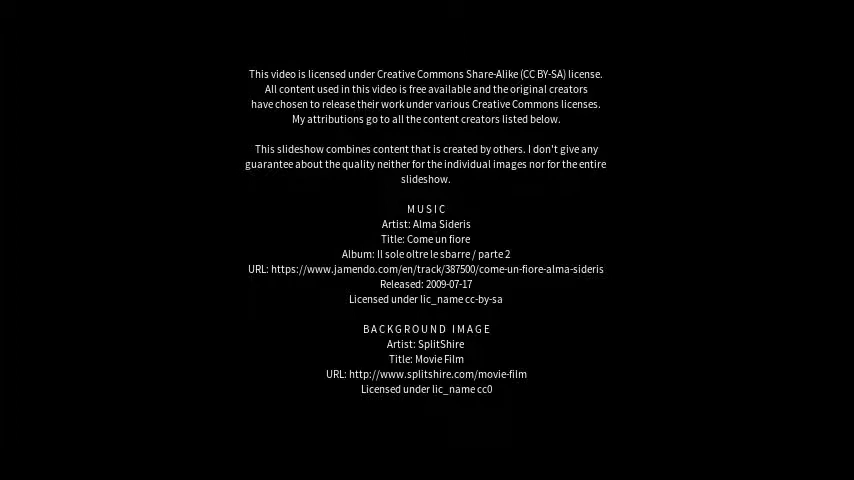 This video is licensed under Creative Commons Share-Alike (CC BY-SA) license.
All content used in this video is free available and the original creators
have chosen to release their work under various Creative Commons licenses.
My attributions go to all the content creators listed below.
This slideshow combines content that is created by others. I don't give any
guarantee about the quality neither for the individual images nor for the entire
slideshow.
MUSIC
Artist: Alma Sideris
Title: Come un fiore
Album: Il sole oltre le sbarre / parte 2
URL: https://www.jamendo.com/en/track/387500/come-un-fiore-alma-sideris
Released: 2009-07-17
Licensed under lic_name cc-by-sa
BACKGROUND IMAGE
Artist: SplitShire
Title: Movie Film
URL: http://www.splitshire.com/movie-film
Licensed under lic_name cc0